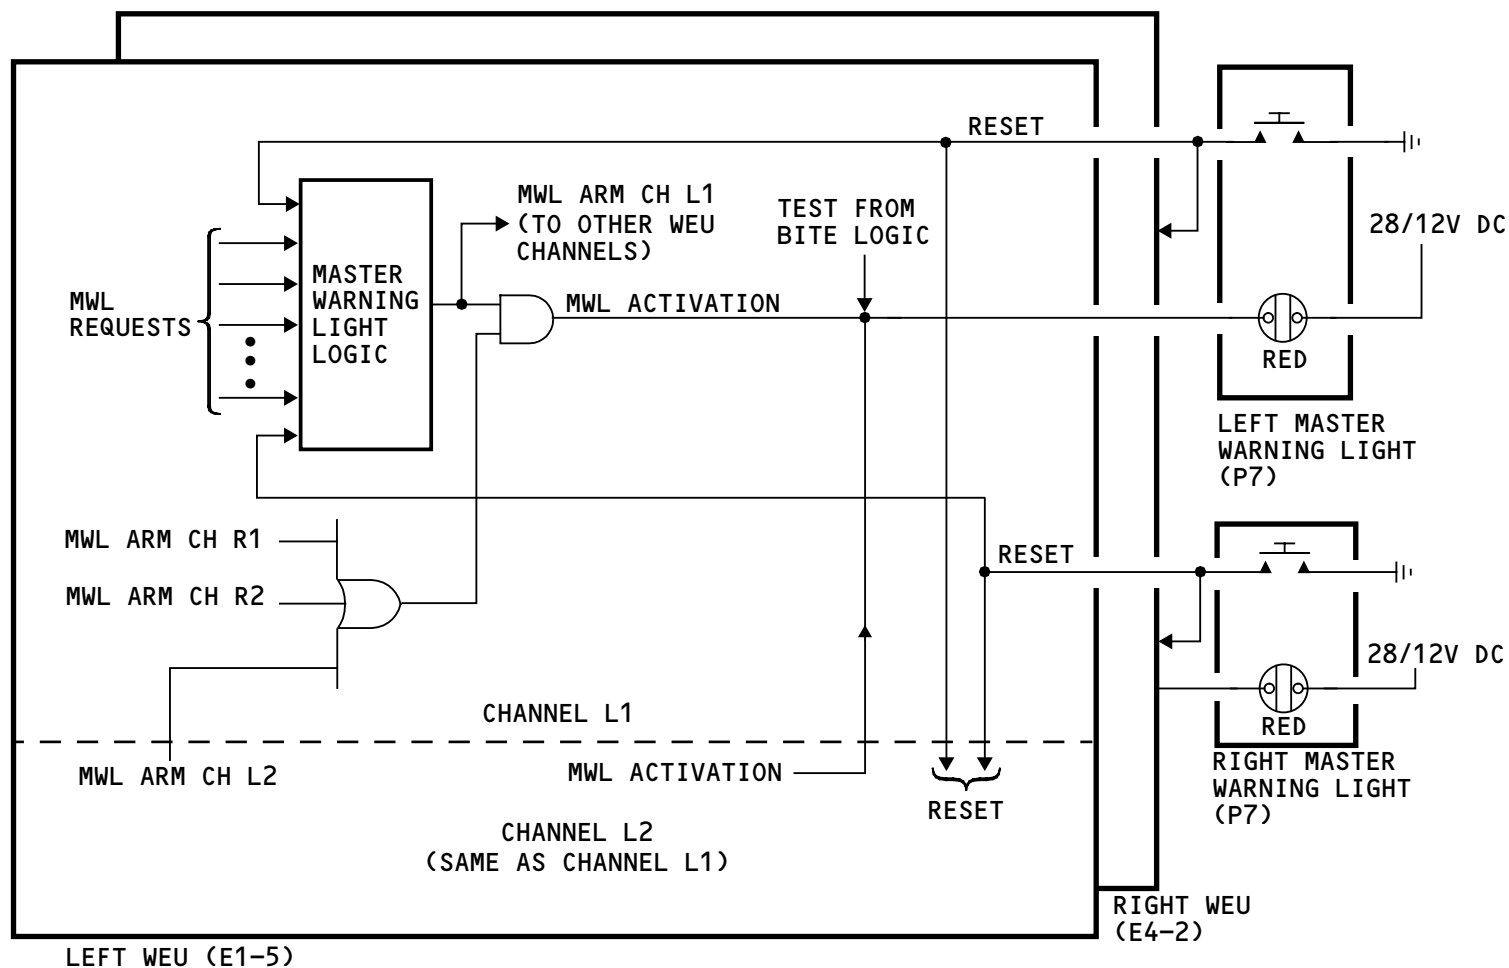 RESET
MWL ARM CH L1
(TO OTHER WEU
CHANNELS)
TEST FROM
BITE LOGIC
28/12V DC
MWL
REQUESTS
MASTER
WARNING
LIGHT
LOGIC
MWL ACTIVATION
RED
LEFT MASTER
WARNING LIGHT
(P7)
MWL ARM CH R1
MWL ARM CH R2
RESET
28/12V DC
RED
RIGHT MASTER
WARNING LIGHT
(P7)
CHANNEL L1
MWL ARM CH L2
MWL ACTIVATION
RESET
CHANNEL L2
(SAME AS CHANNEL L1)
RIGHT WEU
(E4-2)
LEFT WEU (E1-5)